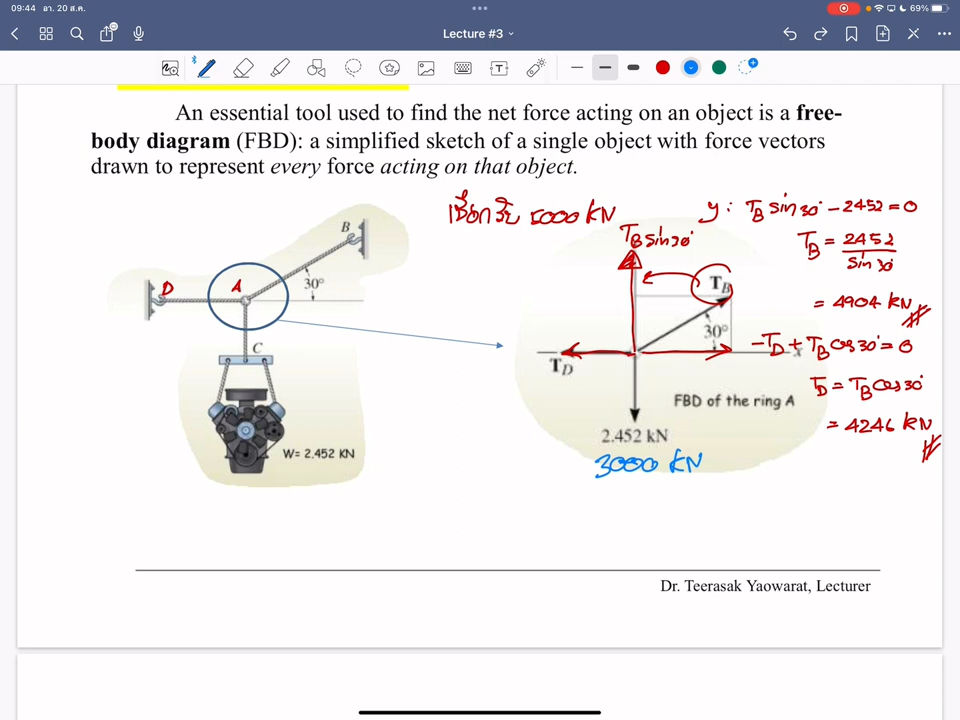 09:44 อา. 20 ส.ค.
69%
Lecture #3
An essential tool used to find the net force acting on an object is a free-
body diagram (FBD): a simplified sketch of a single object with force vectors
drawn to represent every force acting on that object.
เชือกรับ 5000 kN
D
A
B
30°
C
W= 2.452 KN
T_B sin30°
T_B
30°
T_D
x
FBD of the ring A
2.452 kN
3000 kN
y : T_B sin 30° - 2452 = 0
T_B = 2452 / sin 30
= 4904 kN
-T_D + T_B cos 30° = 0
T_D = T_B cos 30°
= 4246 kN
Dr. Teerasak Yaowarat, Lecturer